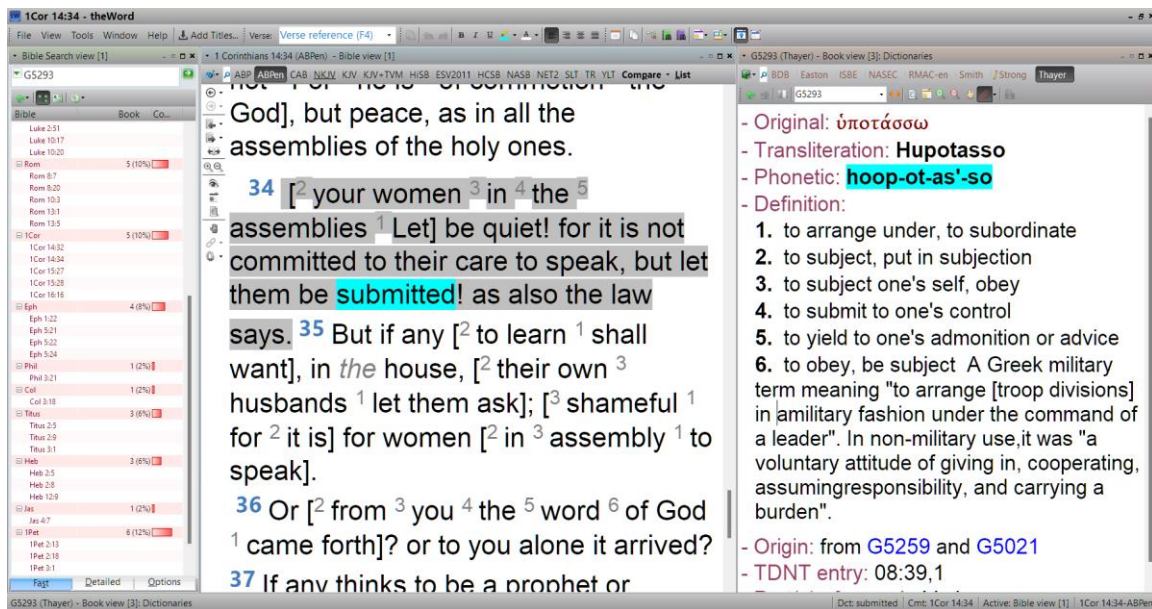 1Cor 14:34 - theWord
File View Tools Window Help Add Titles... Verse: Verse reference (F4)
Bible Search view [1]
G5293
Bible Book Co...
Luke 2:51
Luke 10:17
Luke 10:20
Rom 5 (10%)
Rom 8:7
Rom 8:20
Rom 10:3
Rom 13:1
Rom 13:5
1Cor 5 (10%)
1Cor 14:32
1Cor 14:34
1Cor 15:27
1Cor 15:28
1Cor 16:16
Eph 4 (8%)
Eph 1:22
Eph 5:21
Eph 5:22
Eph 5:24
Phil 1 (2%)
Phil 3:21
Col 1 (2%)
Col 3:18
Titus 3 (6%)
Titus 2:5
Titus 2:9
Titus 3:1
Heb 3 (6%)
Heb 2:5
Heb 2:8
Heb 12:9
Jas 1 (2%)
Jas 4:7
1Pet 6 (12%)
1Pet 2:13
1Pet 2:18
1Pet 3:1
Fast Detailed Options
1 Corinthians 14:34 (ABPen) - Bible view [1]
ABP ABPen CAB NKJV KJV KJV+TVM HiSB ESV2011 HCSB NASB NET2 SLT TR YLT Compare List
God], but peace, as in all the
assemblies of the holy ones.
34 [2 your women 3 in 4 the 5
assemblies 1 Let] be quiet! for it is not
committed to their care to speak, but let
them be submitted! as also the law
says. 35 But if any [2 to learn 1 shall
want], in the house, [2 their own 3
husbands 1 let them ask]; [3 shameful 1
for 2 it is] for women [2 in 3 assembly 1 to
speak].
36 Or [2 from 3 you 4 the 5 word 6 of God
1 came forth]? or to you alone it arrived?
37 If any thinks to be a prophet or
G5293 (Thayer) - Book view [3]: Dictionaries
BDB Easton ISBE NASEC RMAC-en Smith Strong Thayer
G5293
- Original: ὑποτάσσω
- Transliteration: Hupotasso
- Phonetic: hoop-ot-as'-so
- Definition:
1. to arrange under, to subordinate
2. to subject, put in subjection
3. to subject one's self, obey
4. to submit to one's control
5. to yield to one's admonition or advice
6. to obey, be subject A Greek military
term meaning "to arrange [troop divisions]
in amilitary fashion under the command of
a leader". In non-military use,it was "a
voluntary attitude of giving in, cooperating,
assumingresponsibility, and carrying a
burden".
- Origin: from G5259 and G5021
- TDNT entry: 08:39,1
G5293 (Thayer) - Book view [3]: Dictionaries
Dct: submitted Cmt: 1Cor 14:34 Active: Bible view [1] 1Cor 14:34-ABPen